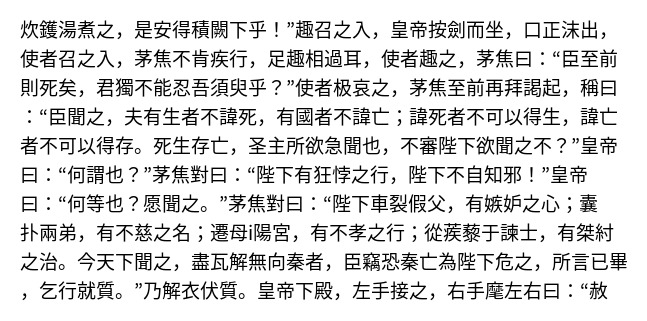 炊鑊湯煮之，是安得積闕下乎！”趣召之入，皇帝按劍而坐，口正沫出，
使者召之入，茅焦不肯疾行，足趣相過耳，使者趣之，茅焦曰：“臣至前
則死矣，君獨不能忍吾須臾乎？”使者极哀之，茅焦至前再拜謁起，稱曰
：“臣聞之，夫有生者不諱死，有國者不諱亡；諱死者不可以得生，諱亡
者不可以得存。死生存亡，圣主所欲急聞也，不審陛下欲聞之不？”皇帝
曰：“何謂也？”茅焦對曰：“陛下有狂悖之行，陛下不自知邪！”皇帝
曰：“何等也？愿聞之。”茅焦對曰：“陛下車裂假父，有嫉妒之心；囊
扑兩弟，有不慈之名；遷母i陽宮，有不孝之行；從蒺藜于諫士，有桀紂
之治。今天下聞之，盡瓦解無向秦者，臣竊恐秦亡為陛下危之，所言已畢
，乞行就質。”乃解衣伏質。皇帝下殿，左手接之，右手麾左右曰：“赦